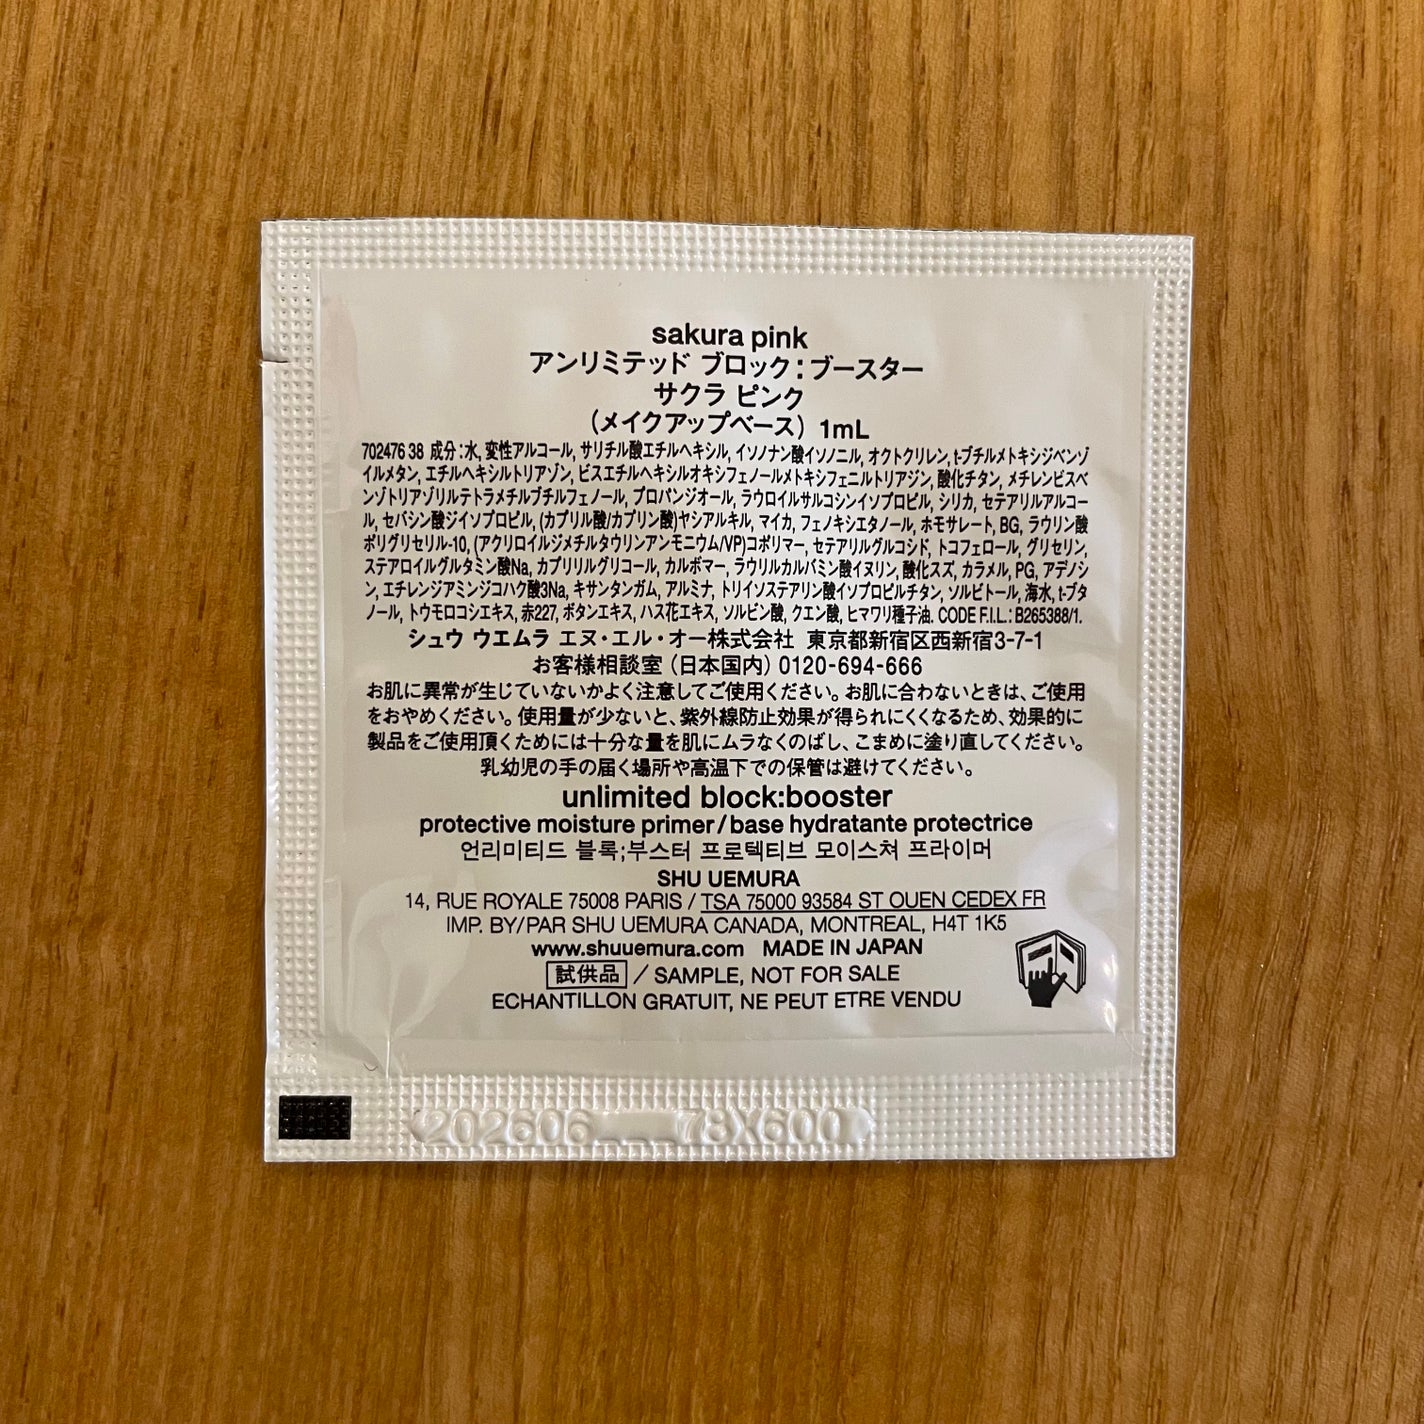 sakura pink
アンリミテッド ブロック:ブースター
サクラ ピンク
(メイクアップベース) 1mL
702476 38 成分:水, 変性アルコール, サリチル酸エチルヘキシル, イソノナン酸イソノニル, オクトクリレン, t-ブチルメトキシジベンゾ
イルメタン, エチルヘキシルトリアゾン, ビスエチルヘキシルオキシフェノールメトキシフェニルトリアジン, 酸化チタン, メチレンビスベ
ンゾトリアゾリルテトラメチルブチルフェノール, プロパンジオール, ラウロイルサルコシンイソプロピル, シリカ, セテアリルアルコー
ル, セバシン酸ジイソプロピル, (カプリル酸/カプリン酸)ヤシアルキル, マイカ, フェノキシエタノール, ホモサレート, BG, ラウリン酸
ポリグリセリル-10, (アクリロイルジメチルタウリンアンモニウム/VP)コポリマー, セテアリルグルコシド, トコフェロール, グリセリン,
ステアロイルグルタミン酸Na, カプリリルグリコール, カルボマー, ラウリルカルバミン酸イヌリン, 酸化スズ, カラメル, PG, アデノシ
ン, エチレンジアミンジコハク酸3Na, キサンタンガム, アルミナ, トリイソステアリン酸イソプロピルチタン, ソルビトール, 海水, t-ブタ
ノール, トウモロコシエキス, 赤227, ボタンエキス, ハス花エキス, ソルビン酸, クエン酸, ヒマワリ種子油. CODE F.I.L.: B265388/1.
シュウ ウエムラ エヌ・エル・オー株式会社 東京都新宿区西新宿3-7-1
お客様相談室(日本国内)0120-694-666
お肌に異常が生じていないかよく注意してご使用ください。お肌に合わないときは、ご使用
をおやめください。使用量が少ないと、紫外線防止効果が得られにくくなるため、効果的に
製品をご使用頂くためには十分な量を肌にムラなくのばし、こまめに塗り直してください。
乳幼児の手の届く場所や高温下での保管は避けてください。
unlimited block:booster
protective moisture primer/base hydratante protectrice
언리미티드 블록;부스터 프로텍티브 모이스쳐 프라이머
SHU UEMURA
14, RUE ROYALE 75008 PARIS / TSA 75000 93584 ST OUEN CEDEX FR
IMP. BY/PAR SHU UEMURA CANADA, MONTREAL, H4T 1K5
www.shuuemura.com MADE IN JAPAN
試供品 / SAMPLE, NOT FOR SALE
ECHANTILLON GRATUIT, NE PEUT ETRE VENDU
202606___78X600